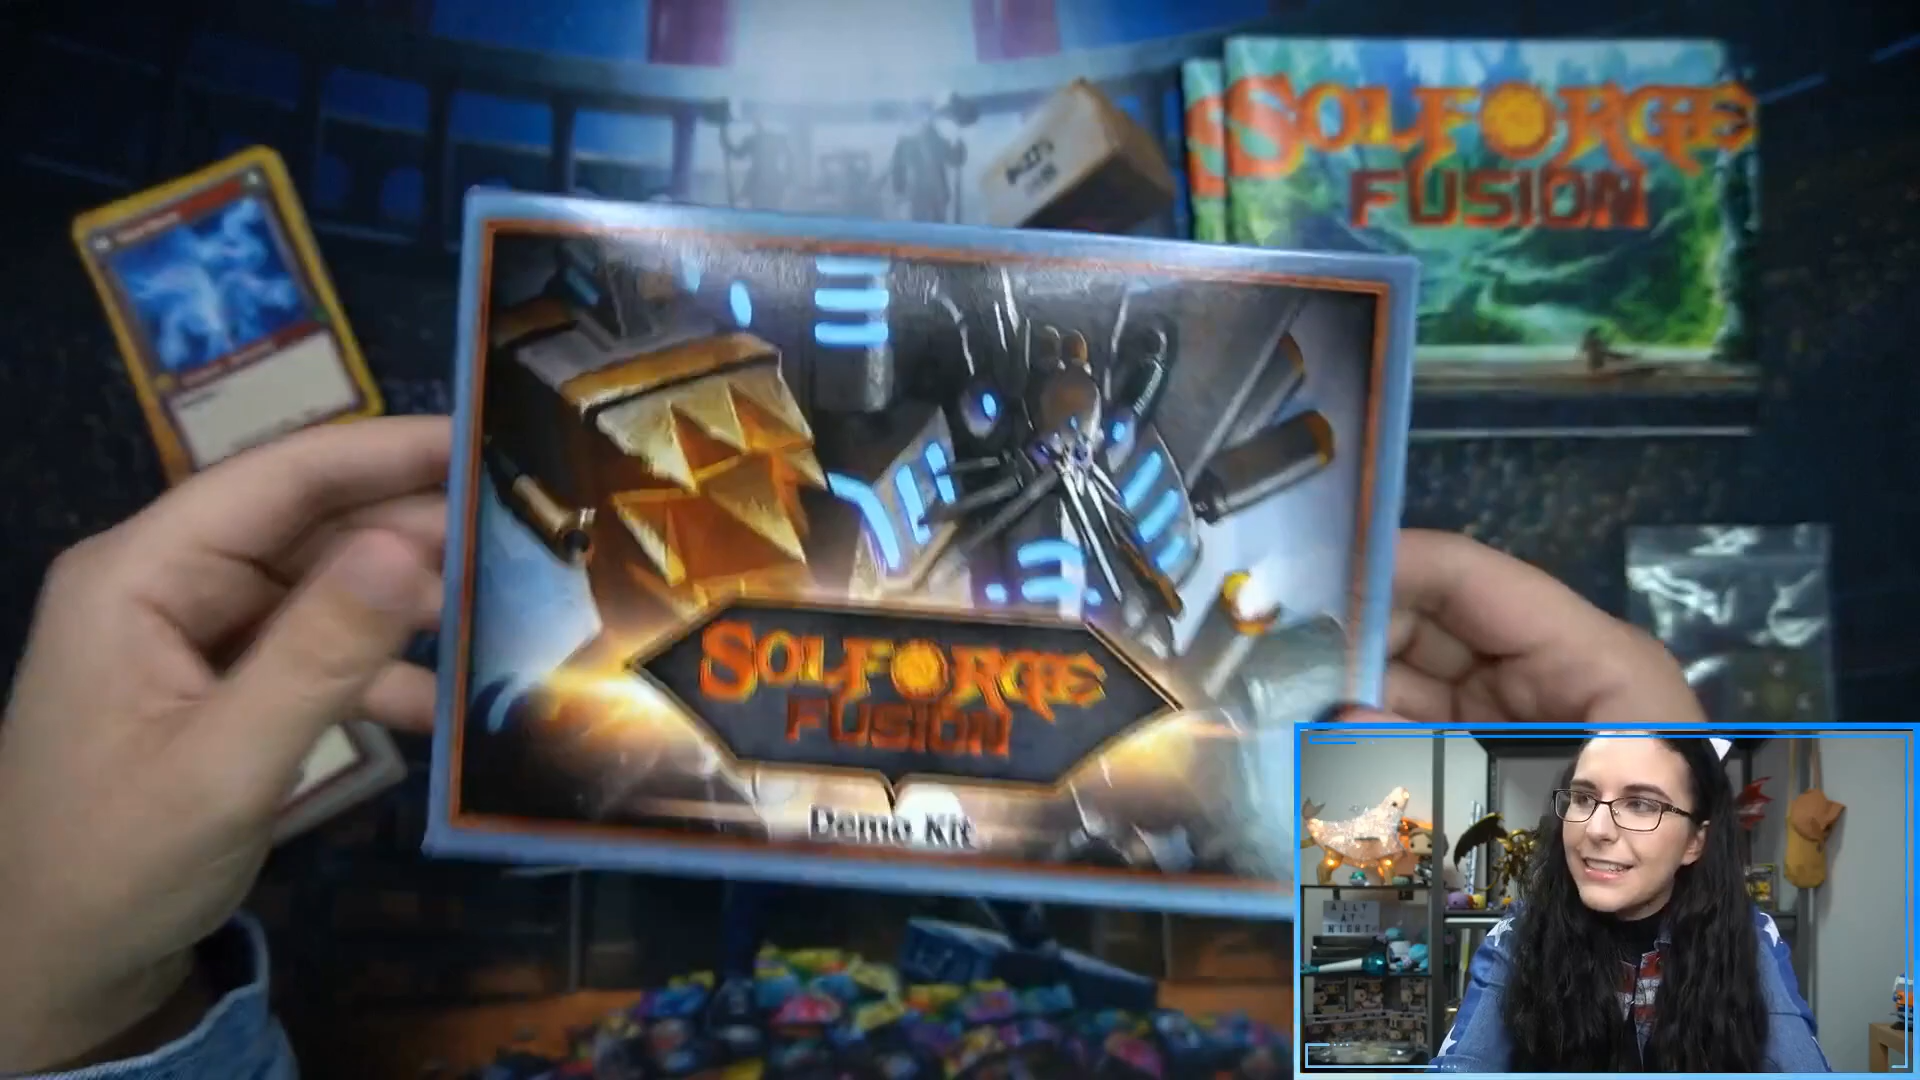 SOLFORGE
FUSION
SOLFORGE
FUSION
Demo Kit
ALLY
AT
NIGHT